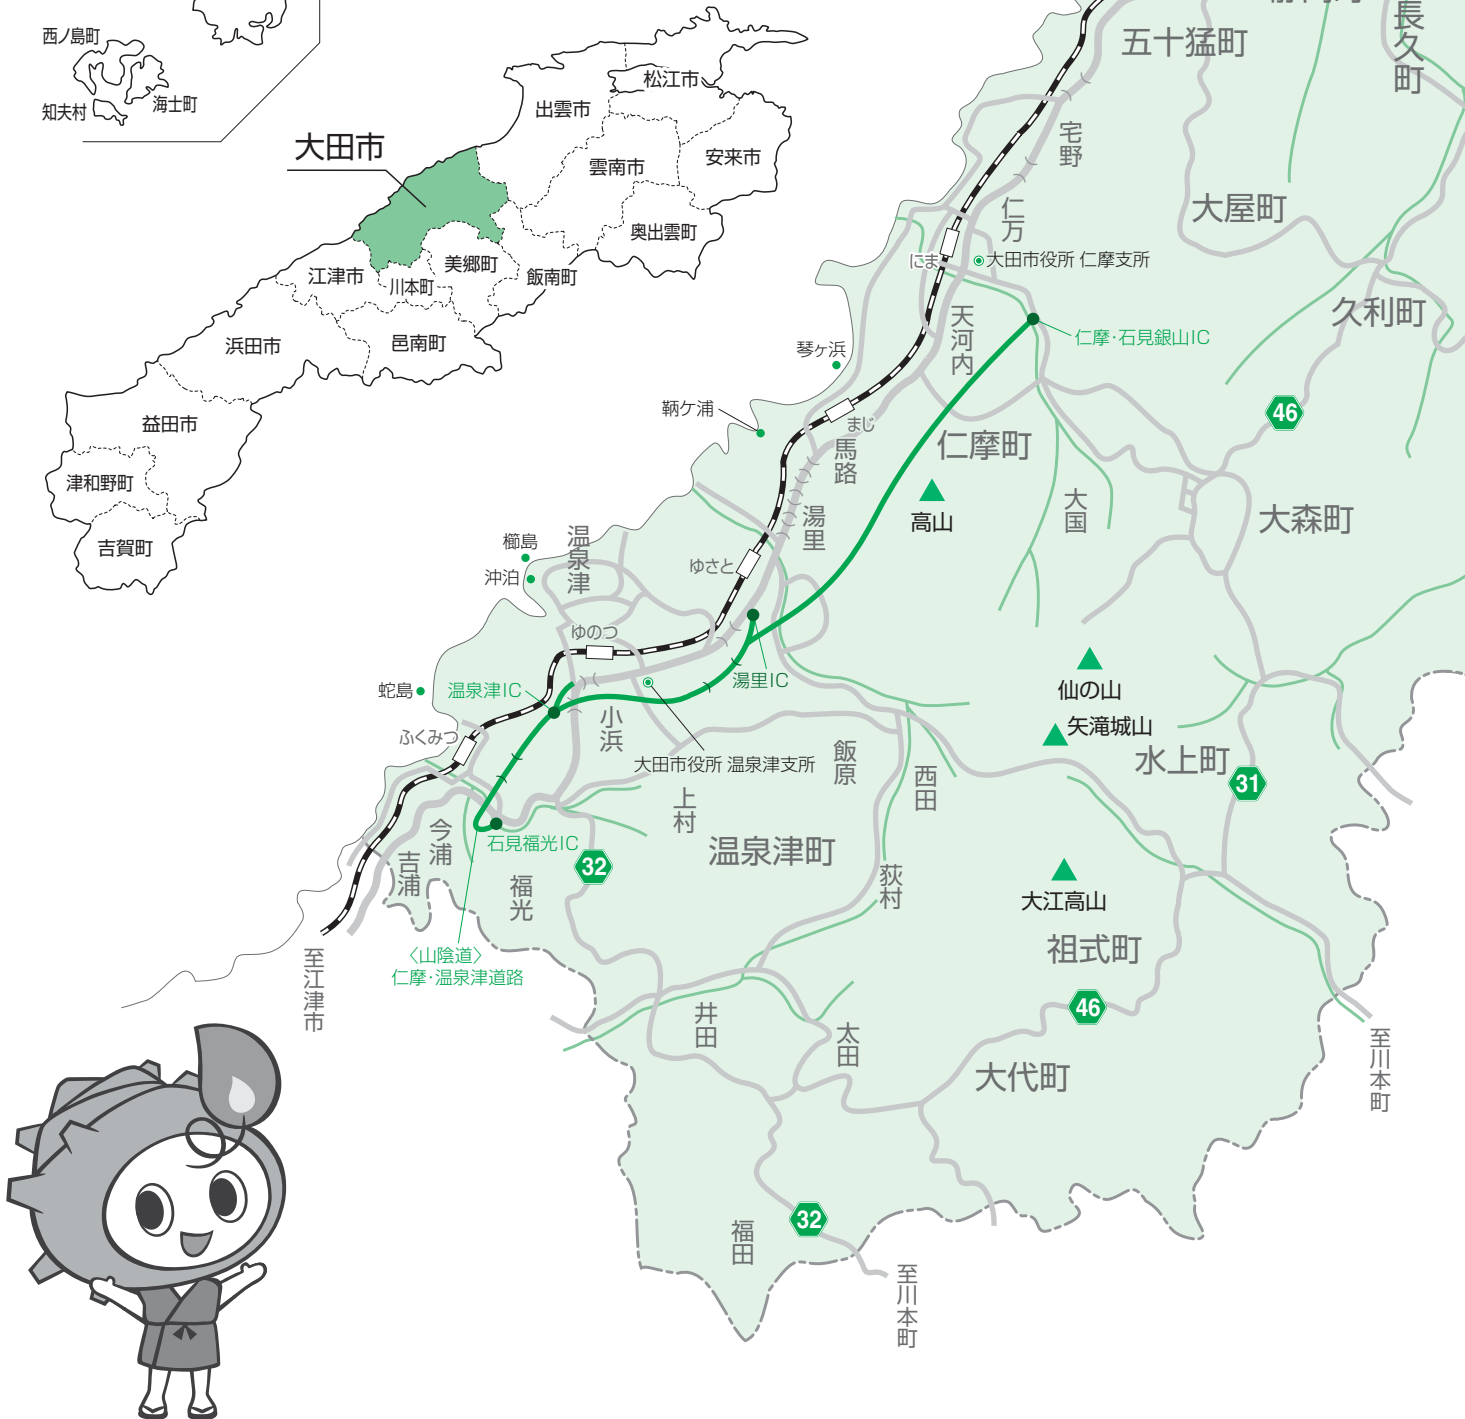 西ノ島町
知夫村
海士町
大田市
松江市
出雲市
雲南市
安来市
奥出雲町
飯南町
美郷町
川本町
江津市
邑南町
浜田市
益田市
津和野町
吉賀町
五十猛町
長久町
宅野
大屋町
仁万
にま
大田市役所 仁摩支所
久利町
天河内
仁摩・石見銀山IC
琴ヶ浜
46
鞆ケ浦
まじ
馬路
仁摩町
高山
大国
大森町
湯里
温泉津
櫛島
沖泊
ゆさと
ゆのつ
湯里IC
仙の山
蛇島
温泉津IC
矢滝城山
小浜
ふくみつ
大田市役所 温泉津支所
飯原
西田
水上町
31
上村
今浦
石見福光IC
温泉津町
32
吉浦
福光
荻村
大江高山
〈山陰道〉
仁摩・温泉津道路
祖式町
至江津市
井田
太田
46
大代町
至川本町
32
福田
至川本町